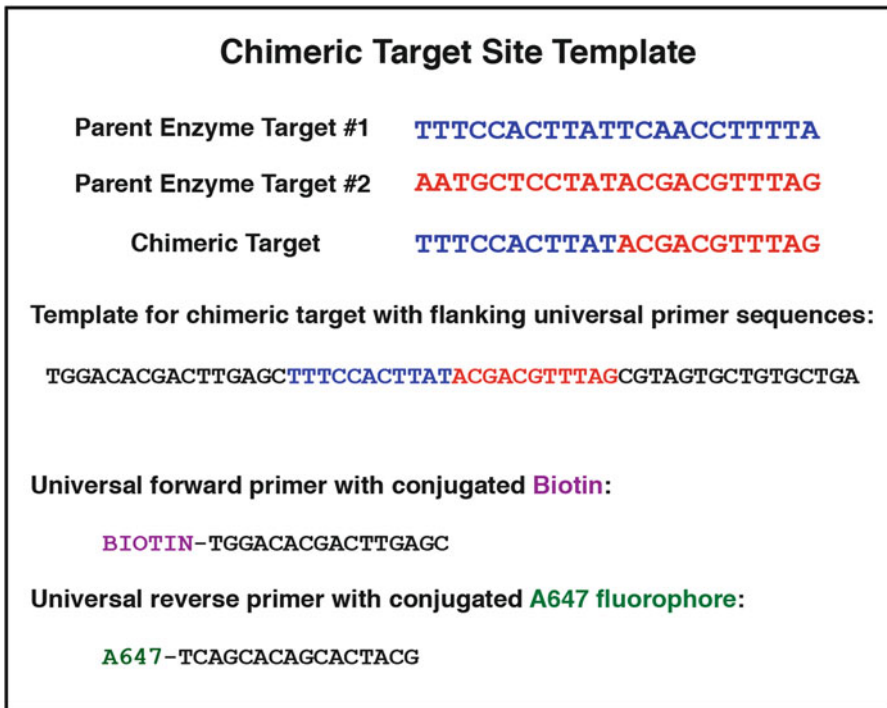 Chimeric Target Site Template
Parent Enzyme Target #1 TTTCCACTTATTCAACCTTTTA
Parent Enzyme Target #2 AATGCTCCTATACGACGTTTAG
Chimeric Target TTTCCACTTATACGACGTTTAG
Template for chimeric target with flanking universal primer sequences:
TGGACACGACTTGAGCTTTCCACTTATACGACGTTTAGCGTAGTGCTGTGCTGA
Universal forward primer with conjugated Biotin:
BIOTIN-TGGACACGACTTGAGC
Universal reverse primer with conjugated A647 fluorophore:
A647-TCAGCACAGCACTACG